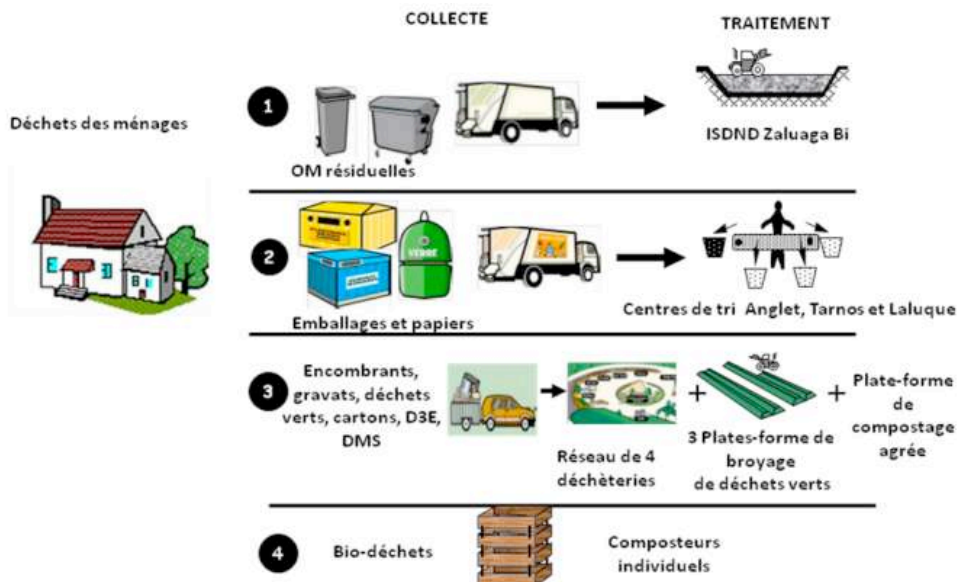 COLLECTE
TRAITEMENT
Déchets des ménages
1
OM résiduelles
ISDND Zaluaga Bi
2
VERRE
Emballages et papiers
Centres de tri Anglet, Tarnos et Laluque
3
Encombrants,
gravats, déchets
verts, cartons, D3E,
DMS
Réseau de 4
déchèteries
+
3 Plates-forme de
broyage
de déchets verts
+
Plate-forme
de
compostage
agrée
4
Bio-déchets
Composteurs
individuels